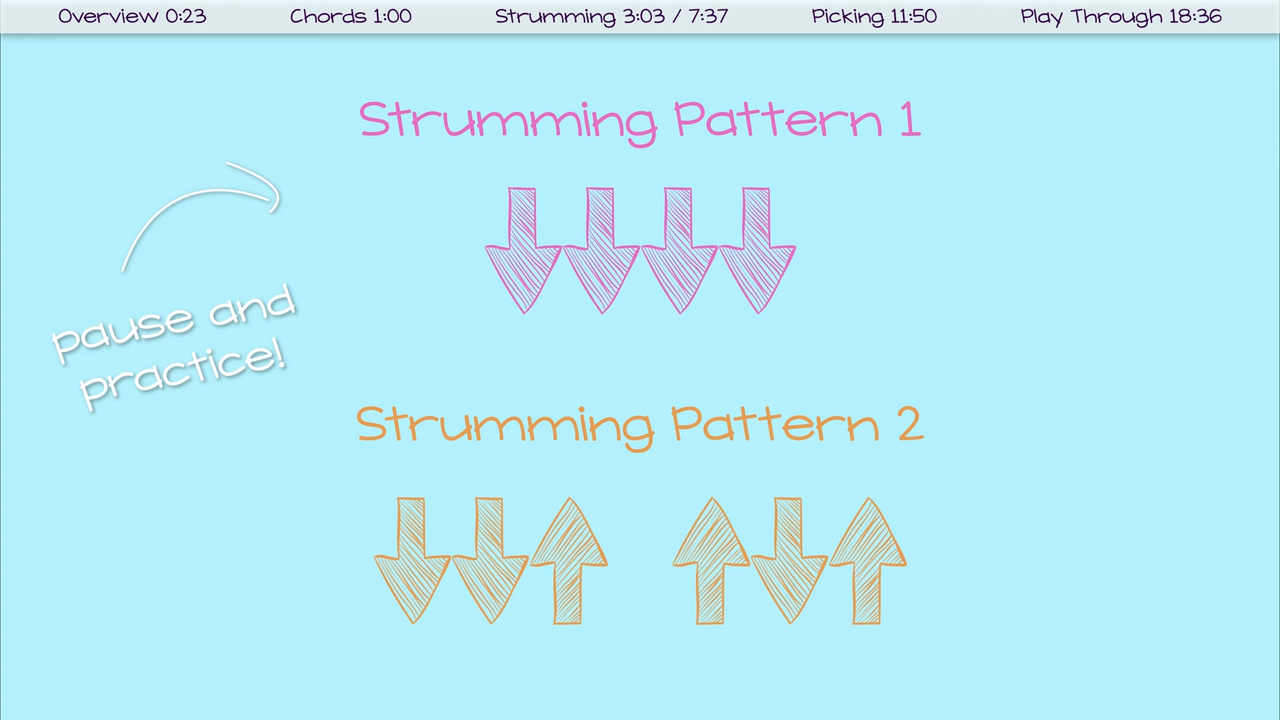 Overview 0:23 Chords 1:00 Strumming 3:03 / 7:37 Picking 11:50 Play Through 18:36
Strumming Pattern 1
pause and
practice!
Strumming Pattern 2